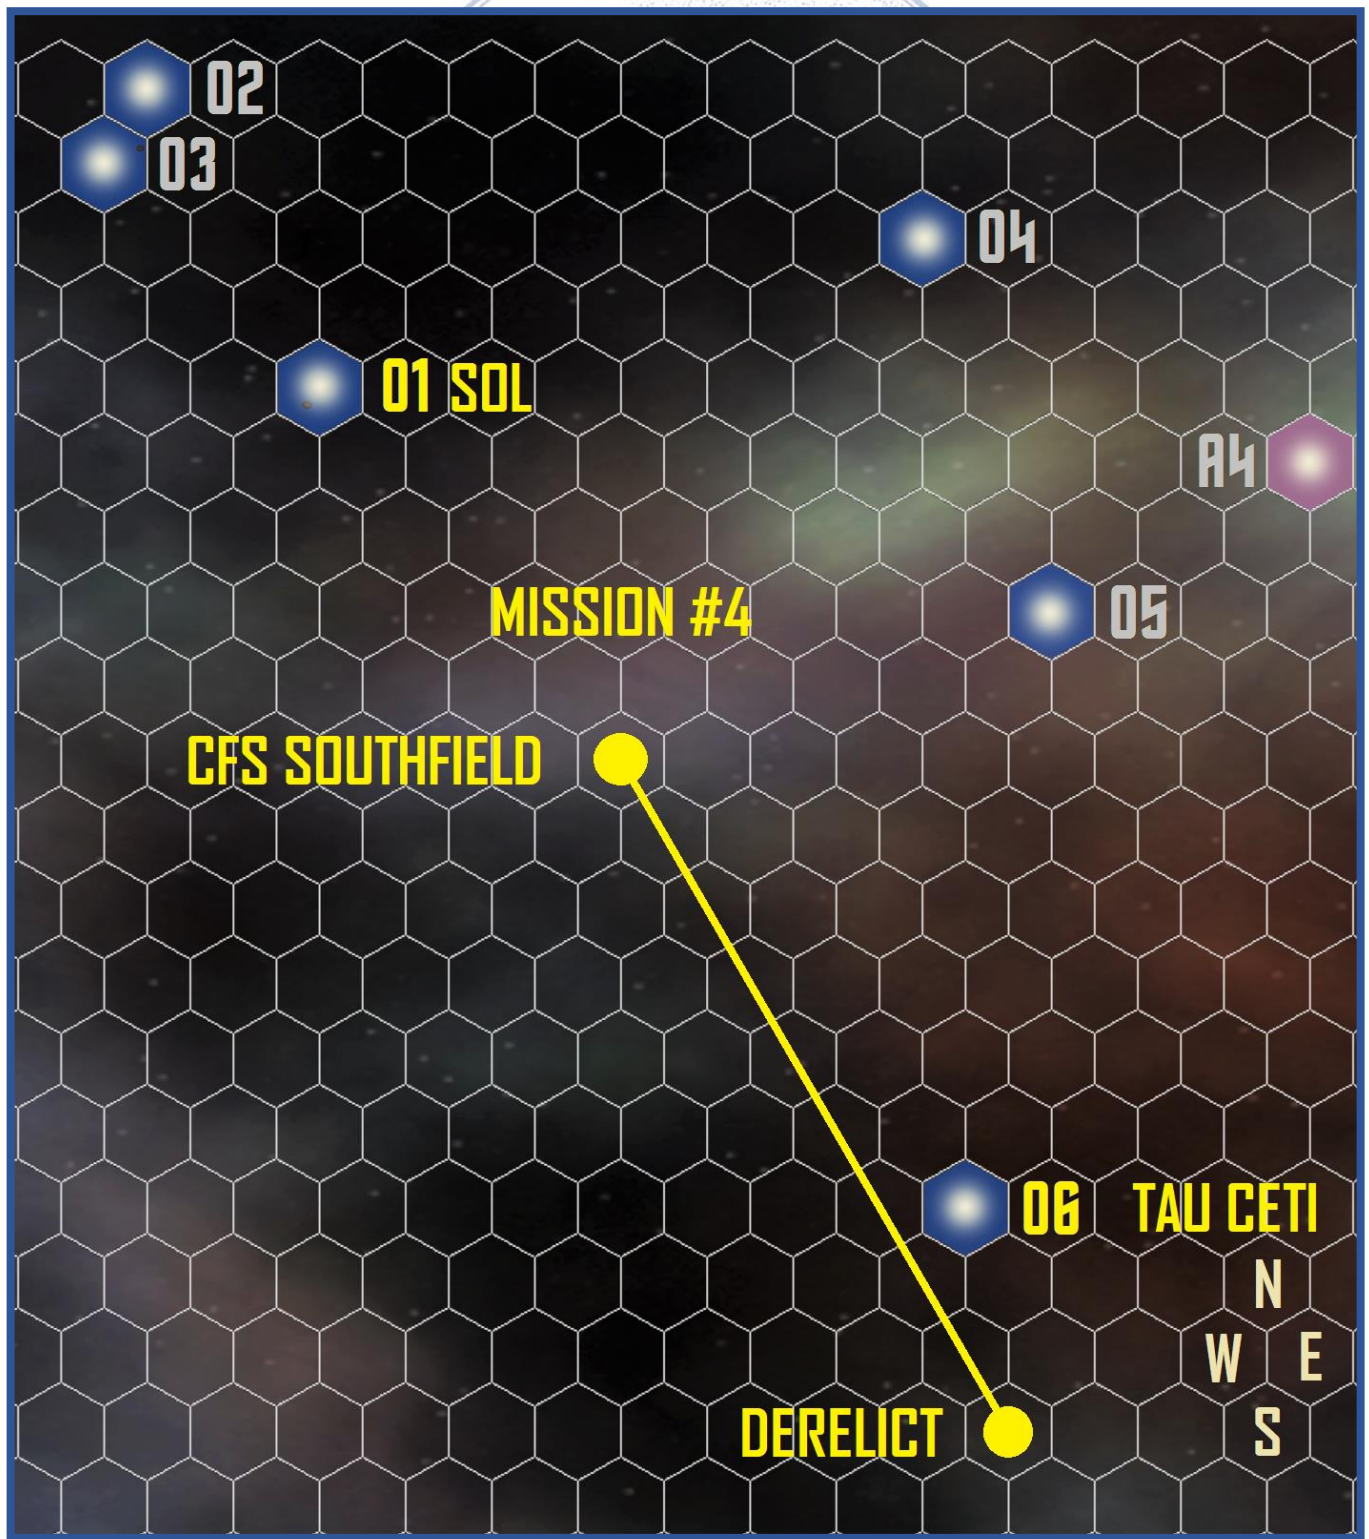 02
03
04
01 SOL
A4
MISSION #4
05
CFS SOUTHFIELD
06 TAU CETI
N
W E
S
DERELICT